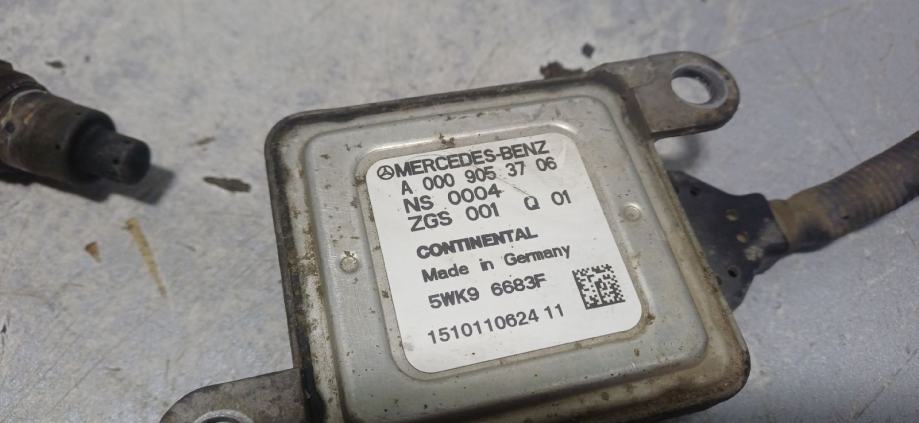 MERCEDES-BENZ
A 000 905 37 06
NS 0004
ZGS 001 Q 01
CONTINENTAL
Made in Germany
5WK9 6683F
1510110624 11